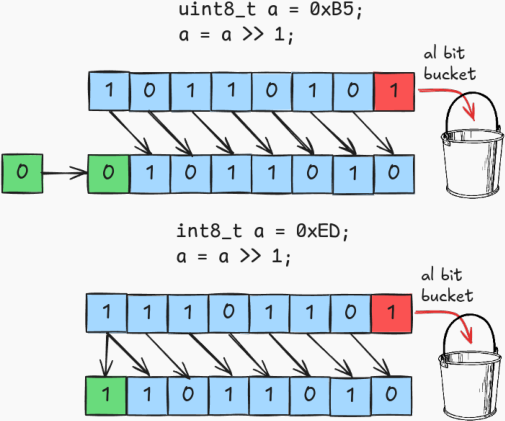 uint8_t a = 0xB5;
a = a >> 1;
al bit
bucket
1 0 1 1 0 1 0 1
0 0 1 0 1 1 0 1 0
int8_t a = 0xED;
a = a >> 1;
al bit
bucket
1 1 1 0 1 1 0 1
1 1 0 1 1 0 1 0